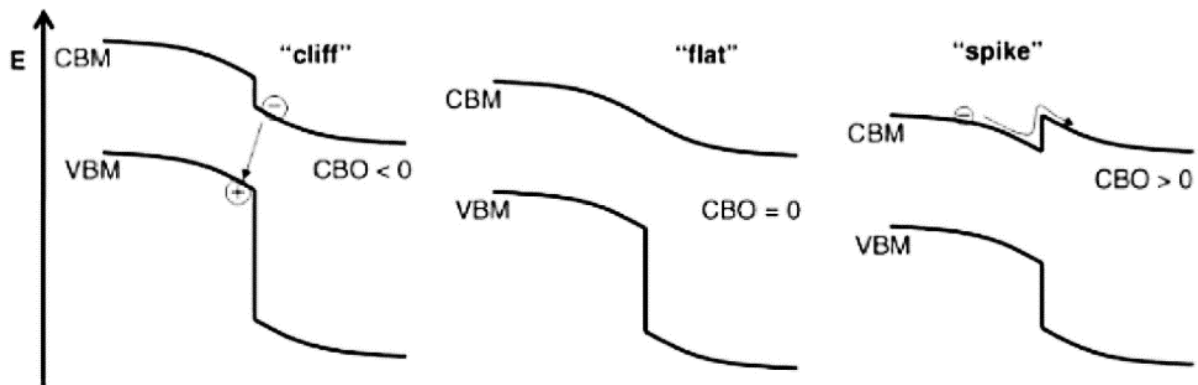 E
CBM
"cliff"
−
VBM
+
CBO < 0
"flat"
CBM
VBM
CBO = 0
"spike"
CBM
−
CBO > 0
VBM